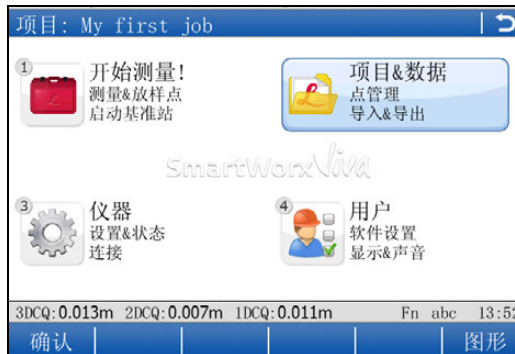 项目: My first job
1
开始测量!
测量&放样点
启动基准站
项目&数据
点管理
导入&导出
SmartWorx Viva
3
仪器
设置&状态
连接
4
用户
软件设置
显示&声音
3DCQ:0.013m 2DCQ:0.007m 1DCQ:0.011m Fn abc 13:52
确认 图形